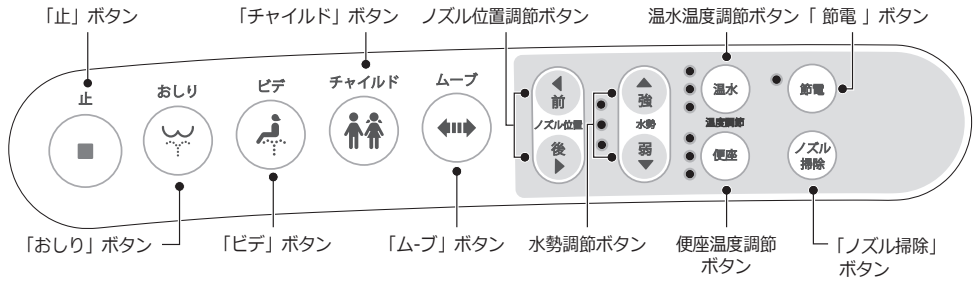 「止」ボタン
「チャイルド」ボタン
ノズル位置調節ボタン
温水温度調節ボタン
「 節電 」ボタン
止
おしり
ビデ
チャイルド
ムーブ
前
ノズル位置
後
強
水勢
弱
温水
温度調節
便座
節電
ノズル
掃除
「おしり」ボタン
「ビデ」ボタン
「ム-ブ」ボタン
水勢調節ボタン
便座温度調節
ボタン
「ノズル掃除」
ボタン